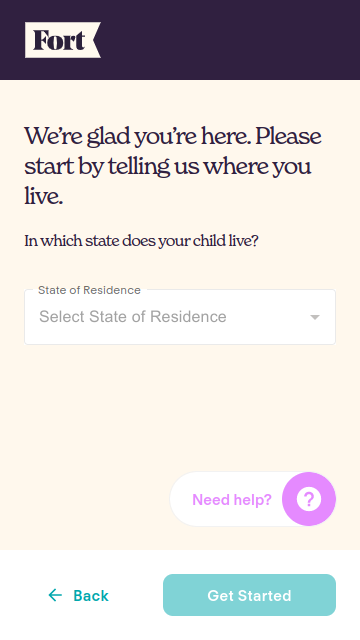 Fort
We’re glad you’re here. Please
start by telling us where you
live.
In which state does your child live?
State of Residence
Select State of Residence
Need help?
Back
Get Started